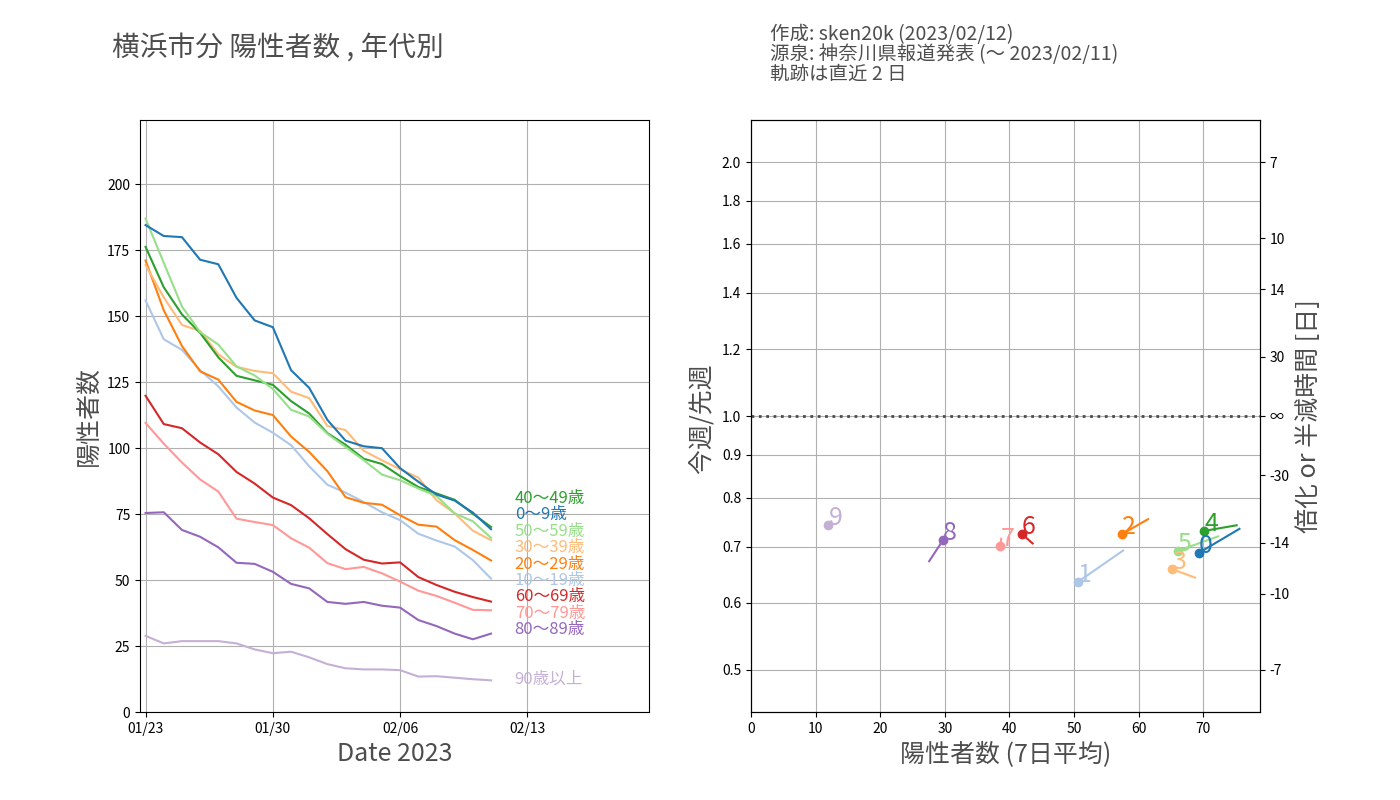 横浜市分 陽性者数 , 年代別
作成: sken20k (2023/02/12)
源泉: 神奈川県報道発表 (～ 2023/02/11)
軌跡は直近 2 日
陽性者数
200
175
150
125
100
75
50
25
0
01/23
01/30
02/06
02/13
Date 2023
40～49歳
0～9歳
50～59歳
30～39歳
20～29歳
10～19歳
60～69歳
70～79歳
80～89歳
90歳以上
今週/先週
2.0
1.8
1.6
1.4
1.2
1.0
0.9
0.8
0.7
0.6
0.5
0
10
20
30
40
50
60
70
陽性者数 (7日平均)
9
8
7
6
1
2
5
3
4
0
7
10
14
30
∞
-30
-14
-10
-7
倍化 or 半減時間 [日]